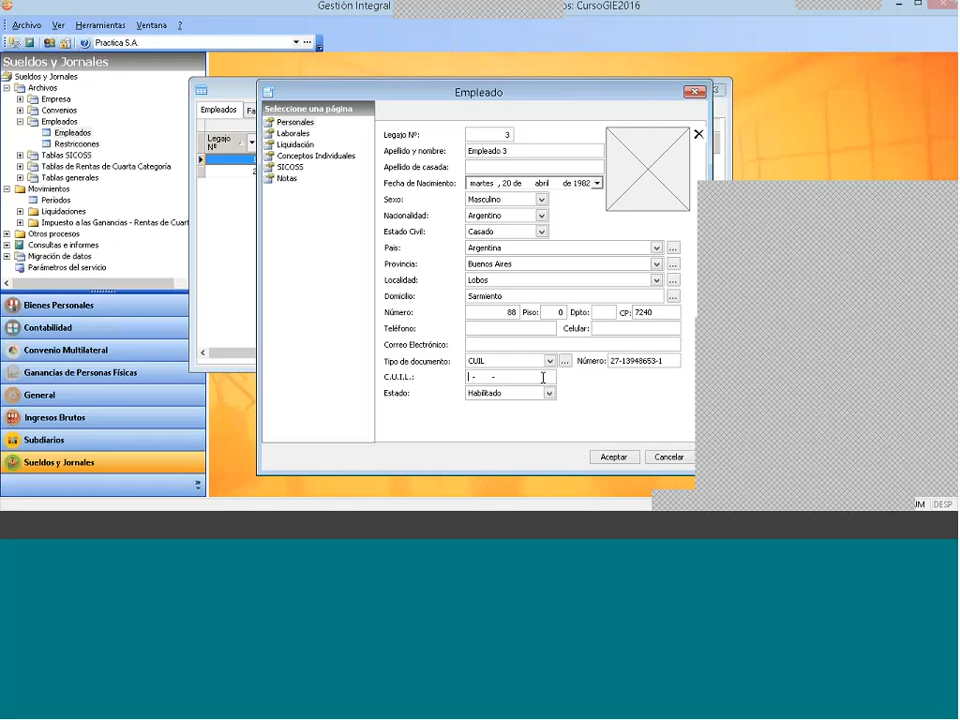 Gestión Integral
os: CursoGIE2016
Archivo Ver Herramientas Ventana ?
Practica S.A.
Sueldos y Jornales
Sueldos y Jornales
Archivos
Empresa
Convenios
Empleados
Empleados
Restricciones
Tablas SICOSS
Tablas de Rentas de Cuarta Categoría
Tablas generales
Movimientos
Períodos
Liquidaciones
Impuesto a las Ganancias - Rentas de Cuart
Otros procesos
Consultas e informes
Migración de datos
Parámetros del servicio
Bienes Personales
Contabilidad
Convenio Multilateral
Ganancias de Personas Físicas
General
Ingresos Brutos
Subdiarios
Sueldos y Jornales
Empleados Fa
Legajo Nº
2
Empleado
Seleccione una página
Personales
Laborales
Liquidación
Conceptos Individuales
SICOSS
Notas
Legajo Nº: 3
Apellido y nombre: Empleado 3
Apellido de casada:
Fecha de Nacimiento: martes , 20 de abril de 1982
Sexo: Masculino
Nacionalidad: Argentino
Estado Civil: Casado
Pais: Argentina
Provincia: Buenos Aires
Localidad: Lobos
Domicilio: Sarmiento
Número: 88 Piso: 0 Dpto: CP: 7240
Teléfono: Celular:
Correo Electrónico:
Tipo de documento: CUIL Número: 27-13948653-1
C.U.I.L.: - -
Estado: Habilitado
Aceptar Cancelar
IM DESP